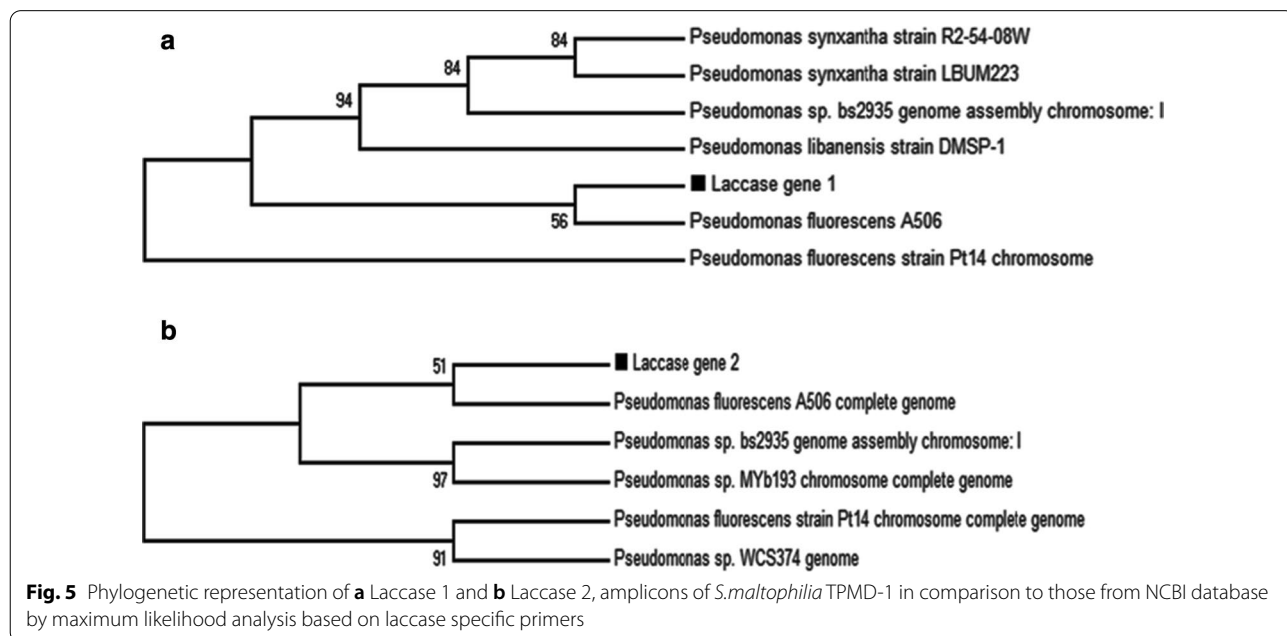 a
84
Pseudomonas synxantha strain R2-54-08W
84
Pseudomonas synxantha strain LBUM223
94
Pseudomonas sp. bs2935 genome assembly chromosome: I
Pseudomonas libanensis strain DMSP-1
■ Laccase gene 1
56
Pseudomonas fluorescens A506
Pseudomonas fluorescens strain Pt14 chromosome
b
51
■ Laccase gene 2
Pseudomonas fluorescens A506 complete genome
Pseudomonas sp. bs2935 genome assembly chromosome: I
97
Pseudomonas sp. MYb193 chromosome complete genome
Pseudomonas fluorescens strain Pt14 chromosome complete genome
91
Pseudomonas sp. WCS374 genome
Fig. 5 Phylogenetic representation of a Laccase 1 and b Laccase 2, amplicons of S.maltophilia TPMD-1 in comparison to those from NCBI database
by maximum likelihood analysis based on laccase specific primers